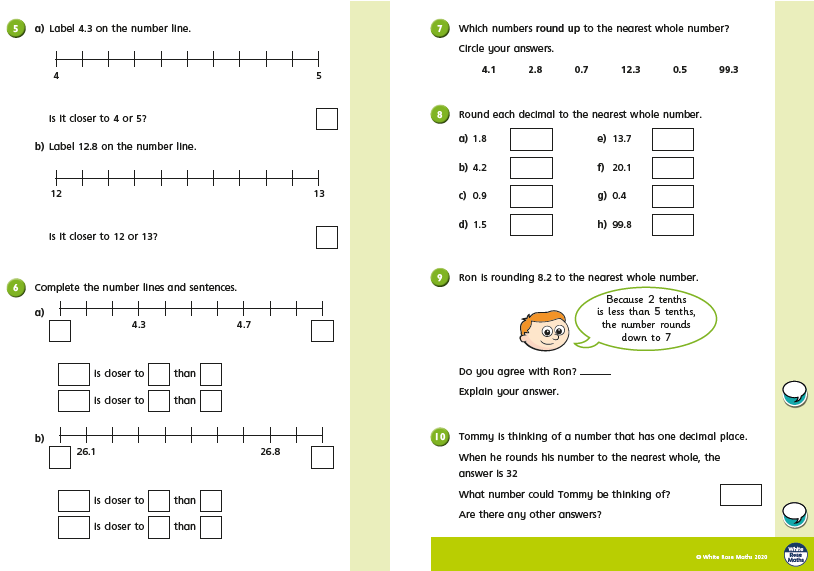 5 a) Label 4.3 on the number line.
4 5
Is it closer to 4 or 5?
b) Label 12.8 on the number line.
12 13
Is it closer to 12 or 13?
6 Complete the number lines and sentences.
a)
4.3 4.7
is closer to than
is closer to than
b)
26.1 26.8
is closer to than
is closer to than
7 Which numbers round up to the nearest whole number?
Circle your answers.
4.1 2.8 0.7 12.3 0.5 99.3
8 Round each decimal to the nearest whole number.
a) 1.8 e) 13.7
b) 4.2 f) 20.1
c) 0.9 g) 0.4
d) 1.5 h) 99.8
9 Ron is rounding 8.2 to the nearest whole number.
Because 2 tenths
is less than 5 tenths,
the number rounds
down to 7
Do you agree with Ron?
Explain your answer.
10 Tommy is thinking of a number that has one decimal place.
When he rounds his number to the nearest whole, the
answer is 32
What number could Tommy be thinking of?
Are there any other answers?
© White Rose Maths 2020
White
Rose
Maths